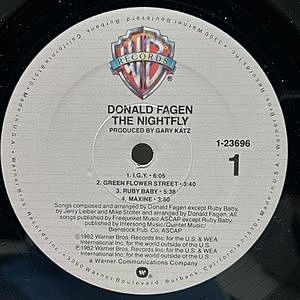 WB
RECORDS
DONALD FAGEN
THE NIGHTFLY
PRODUCED BY GARY KATZ
1-23696
1
1. I.G.Y. • 6:05
2. GREEN FLOWER STREET • 3:40
3. RUBY BABY • 5:38
4. MAXINE • 3:50
Songs composed and arranged by Donald Fagen except Ruby Baby,
by Jerry Leiber and Mike Stoller and arranged by Donald Fagen. All
songs published by Freejunket Music ASCAP except Ruby Baby
published by Intersong Music/Quintet Music/
Bienstock Pub. Co. ASCAP
©1982 Warner Bros. Records Inc. for the U.S. & WEA
International Inc. for the world outside of the U.S.
℗1982 Warner Bros. Records Inc. for the U.S. & WEA
International Inc. for the world outside of the U.S.
a Warner Communications Company
Made in U.S.A.